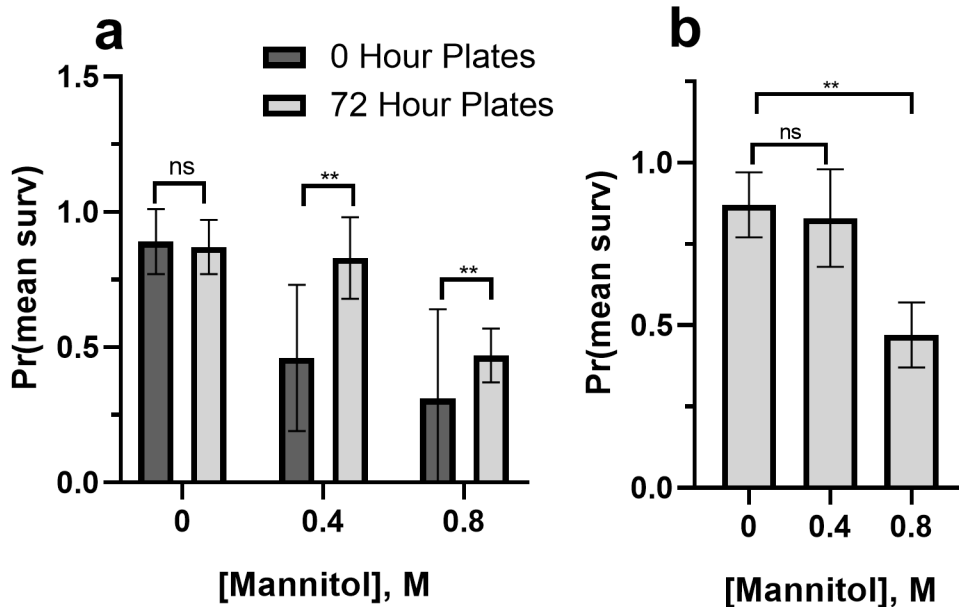 a
0 Hour Plates
72 Hour Plates
Pr(mean surv)
1.5
1.0
0.5
0.0
ns
**
**
0
0.4
0.8
[Mannitol], M
b
Pr(mean surv)
1.0
0.5
0.0
**
ns
0
0.4
0.8
[Mannitol], M